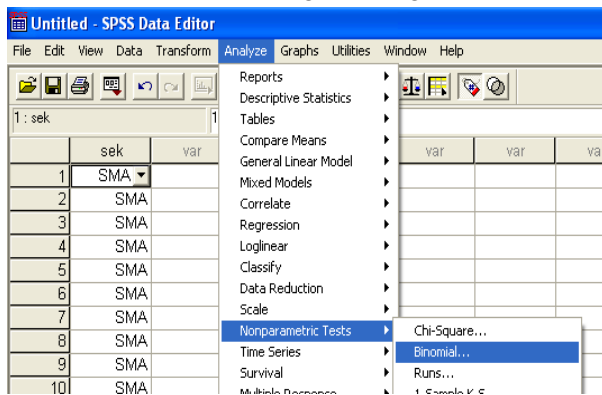 Untitled - SPSS Data Editor
File Edit View Data Transform Analyze Graphs Utilities Window Help
1 : sek 1
sek var var var va
1 SMA
2 SMA
3 SMA
4 SMA
5 SMA
6 SMA
7 SMA
8 SMA
9 SMA
10 SMA
Reports
Descriptive Statistics
Tables
Compare Means
General Linear Model
Mixed Models
Correlate
Regression
Loglinear
Classify
Data Reduction
Scale
Nonparametric Tests
Time Series
Survival
Multiple Response
Chi-Square...
Binomial...
Runs...
1-Sample K-S